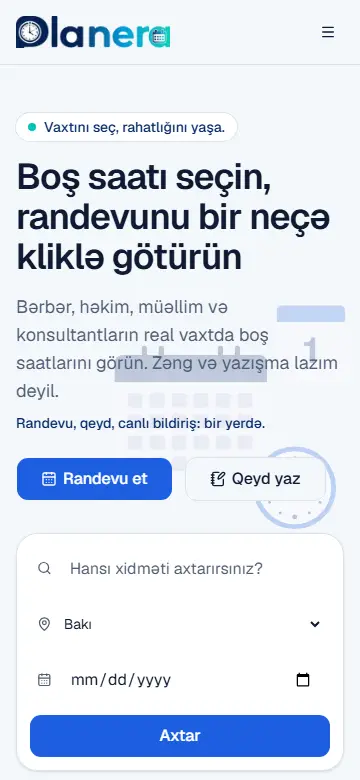 Planera
Vaxtını seç, rahatlığını yaşa.
Boş saatı seçin,
randevunu bir neçə
kliklə götürün
Bərbər, həkim, müəllim və
konsultantların real vaxtda boş
saatlarını görün. Zəng və yazışma lazım
deyil.
1
Randevu, qeyd, canlı bildiriş: bir yerdə.
Randevu et
Qeyd yaz
Hansı xidməti axtarırsınız?
Bakı
mm/dd/yyyy
Axtar